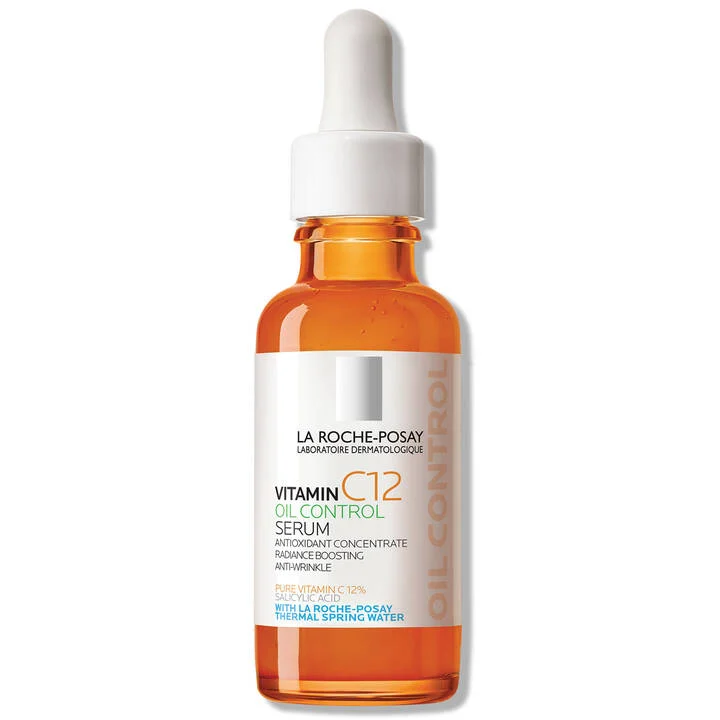 LA ROCHE-POSAY
LABORATOIRE DERMATOLOGIQUE
VITAMIN C12
OIL CONTROL
SERUM
ANTIOXIDANT CONCENTRATE
RADIANCE BOOSTING
ANTI-WRINKLE
PURE VITAMIN C 12%
SALICYLIC ACID
WITH LA ROCHE-POSAY
THERMAL SPRING WATER
OIL CONTROL